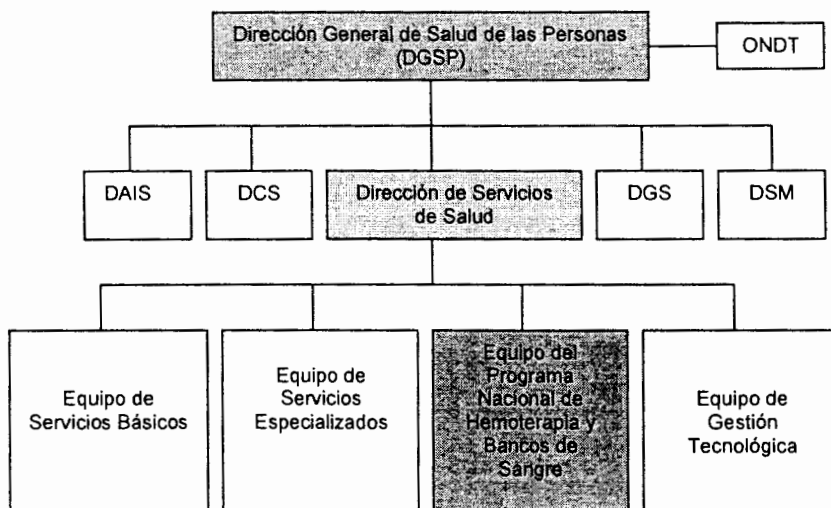 Dirección General de Salud de las Personas
(DGSP)
ONDT
DAIS
DCS
Dirección de Servicios
de Salud
DGS
DSM
Equipo de
Servicios Básicos
Equipo de
Servicios
Especializados
Equipo del
Programa
Nacional de
Hemoterapia y
Bancos de
Sangre
Equipo de
Gestión
Tecnológica